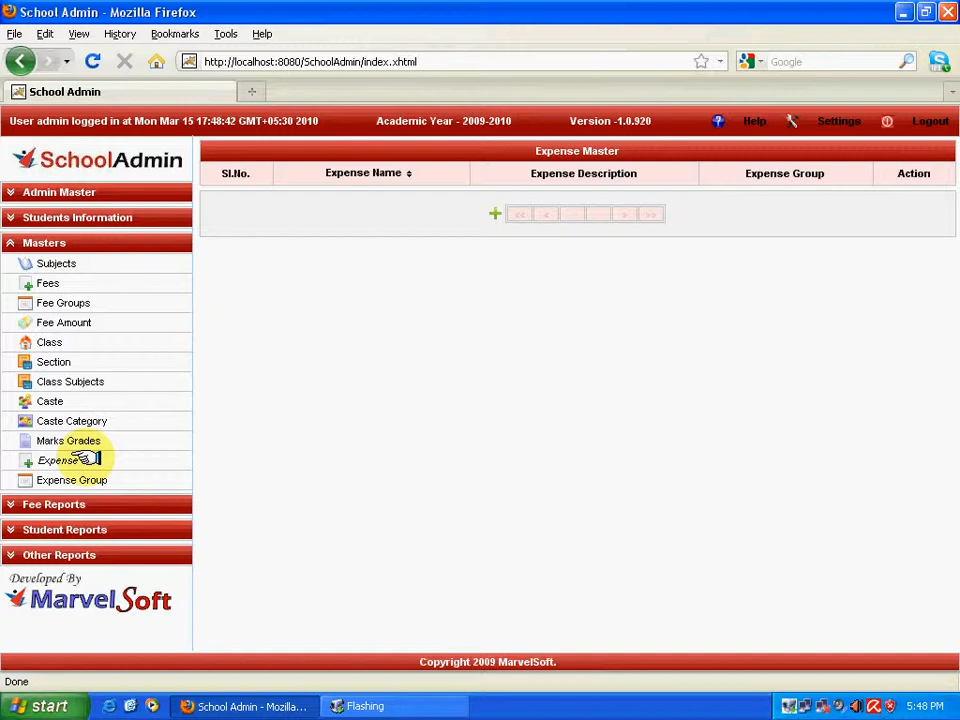 School Admin - Mozilla Firefox
File Edit View History Bookmarks Tools Help
http://localhost:8080/SchoolAdmin/index.xhtml
Google
School Admin
User admin logged in at Mon Mar 15 17:48:42 GMT+05:30 2010 Academic Year - 2009-2010 Version -1.0.920 Help Settings Logout
SchoolAdmin
Expense Master
Sl.No. Expense Name Expense Description Expense Group Action
« ‹ › »
Admin Master
Students Information
Masters
Subjects
Fees
Fee Groups
Fee Amount
Class
Section
Class Subjects
Caste
Caste Category
Marks Grades
Expense
Expense Group
Fee Reports
Student Reports
Other Reports
Developed By
MarvelSoft
Copyright 2009 MarvelSoft.
Done
start School Admin - Mozilla... Flashing 5:48 PM